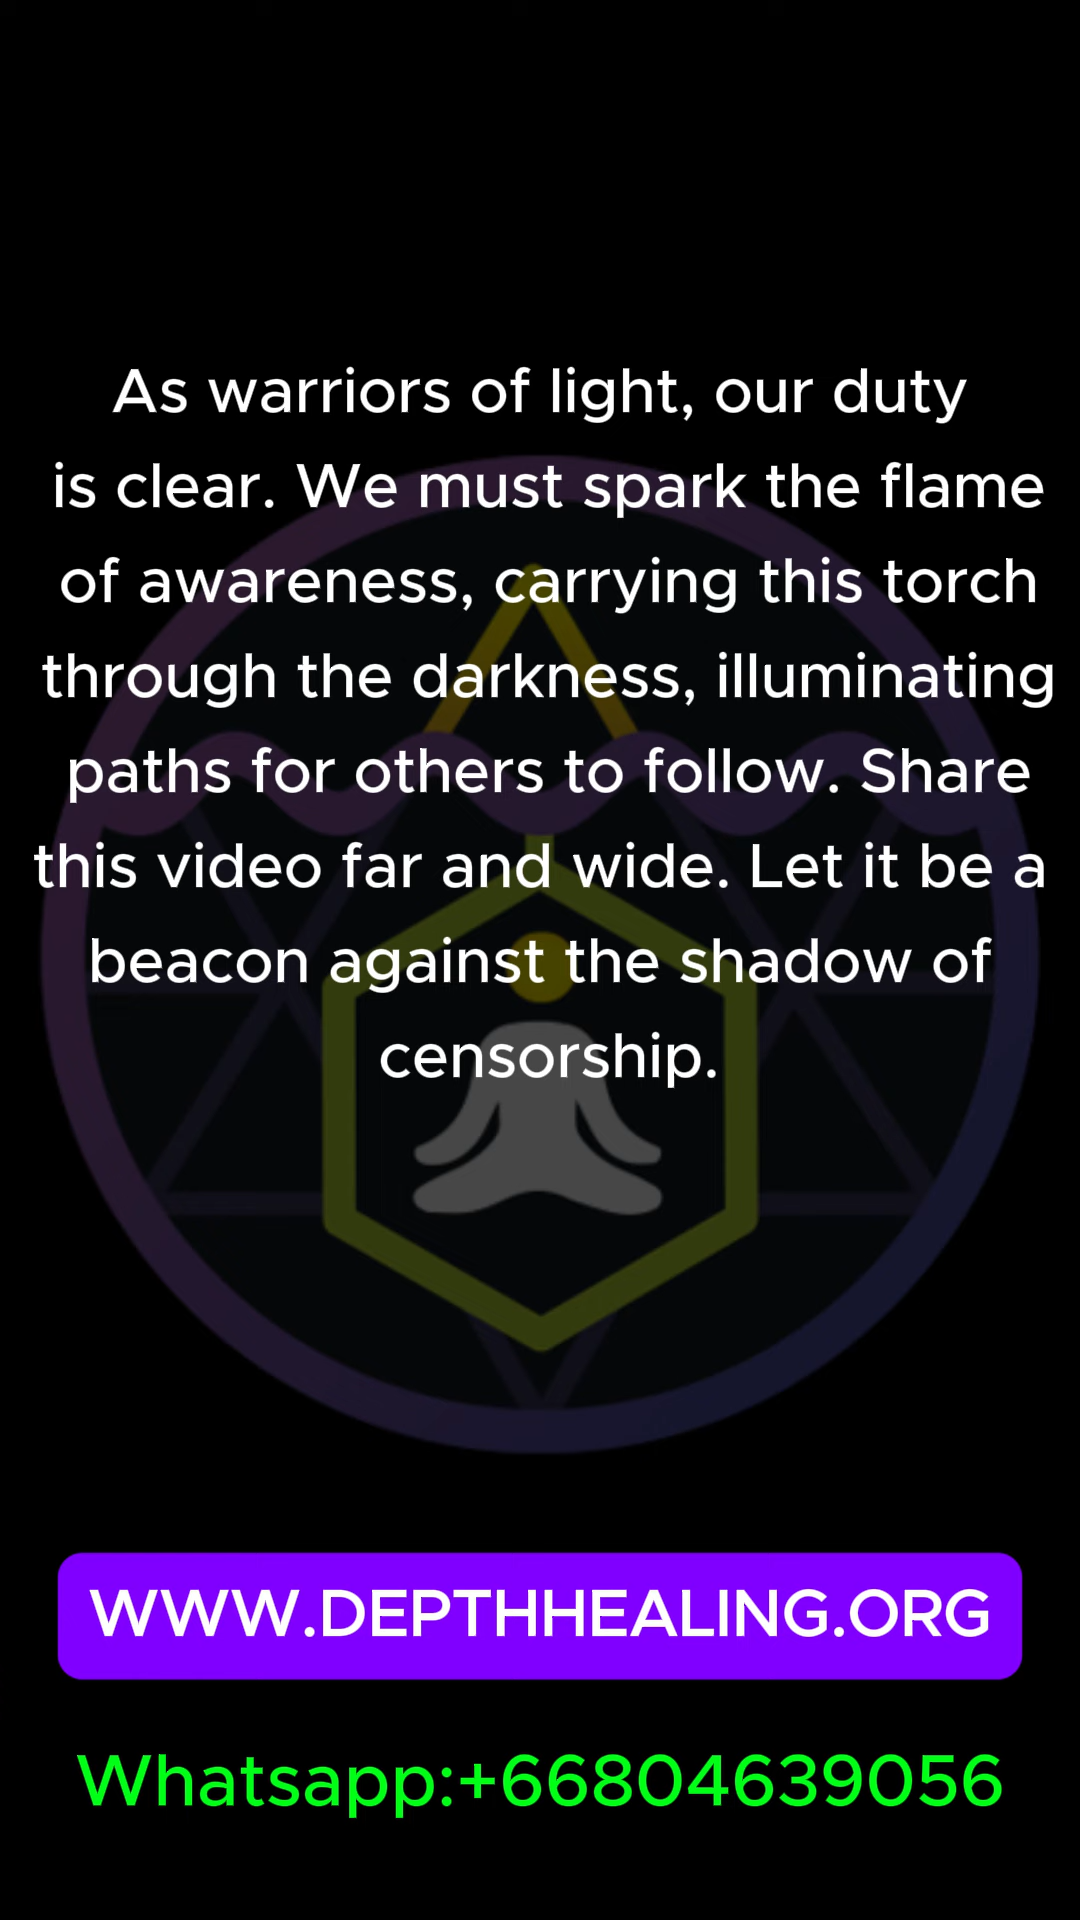 As warriors of light, our duty
is clear. We must spark the flame
of awareness, carrying this torch
through the darkness, illuminating
paths for others to follow. Share
this video far and wide. Let it be a
beacon against the shadow of
censorship.
WWW.DEPTHHEALING.ORG
Whatsapp:+66804639056